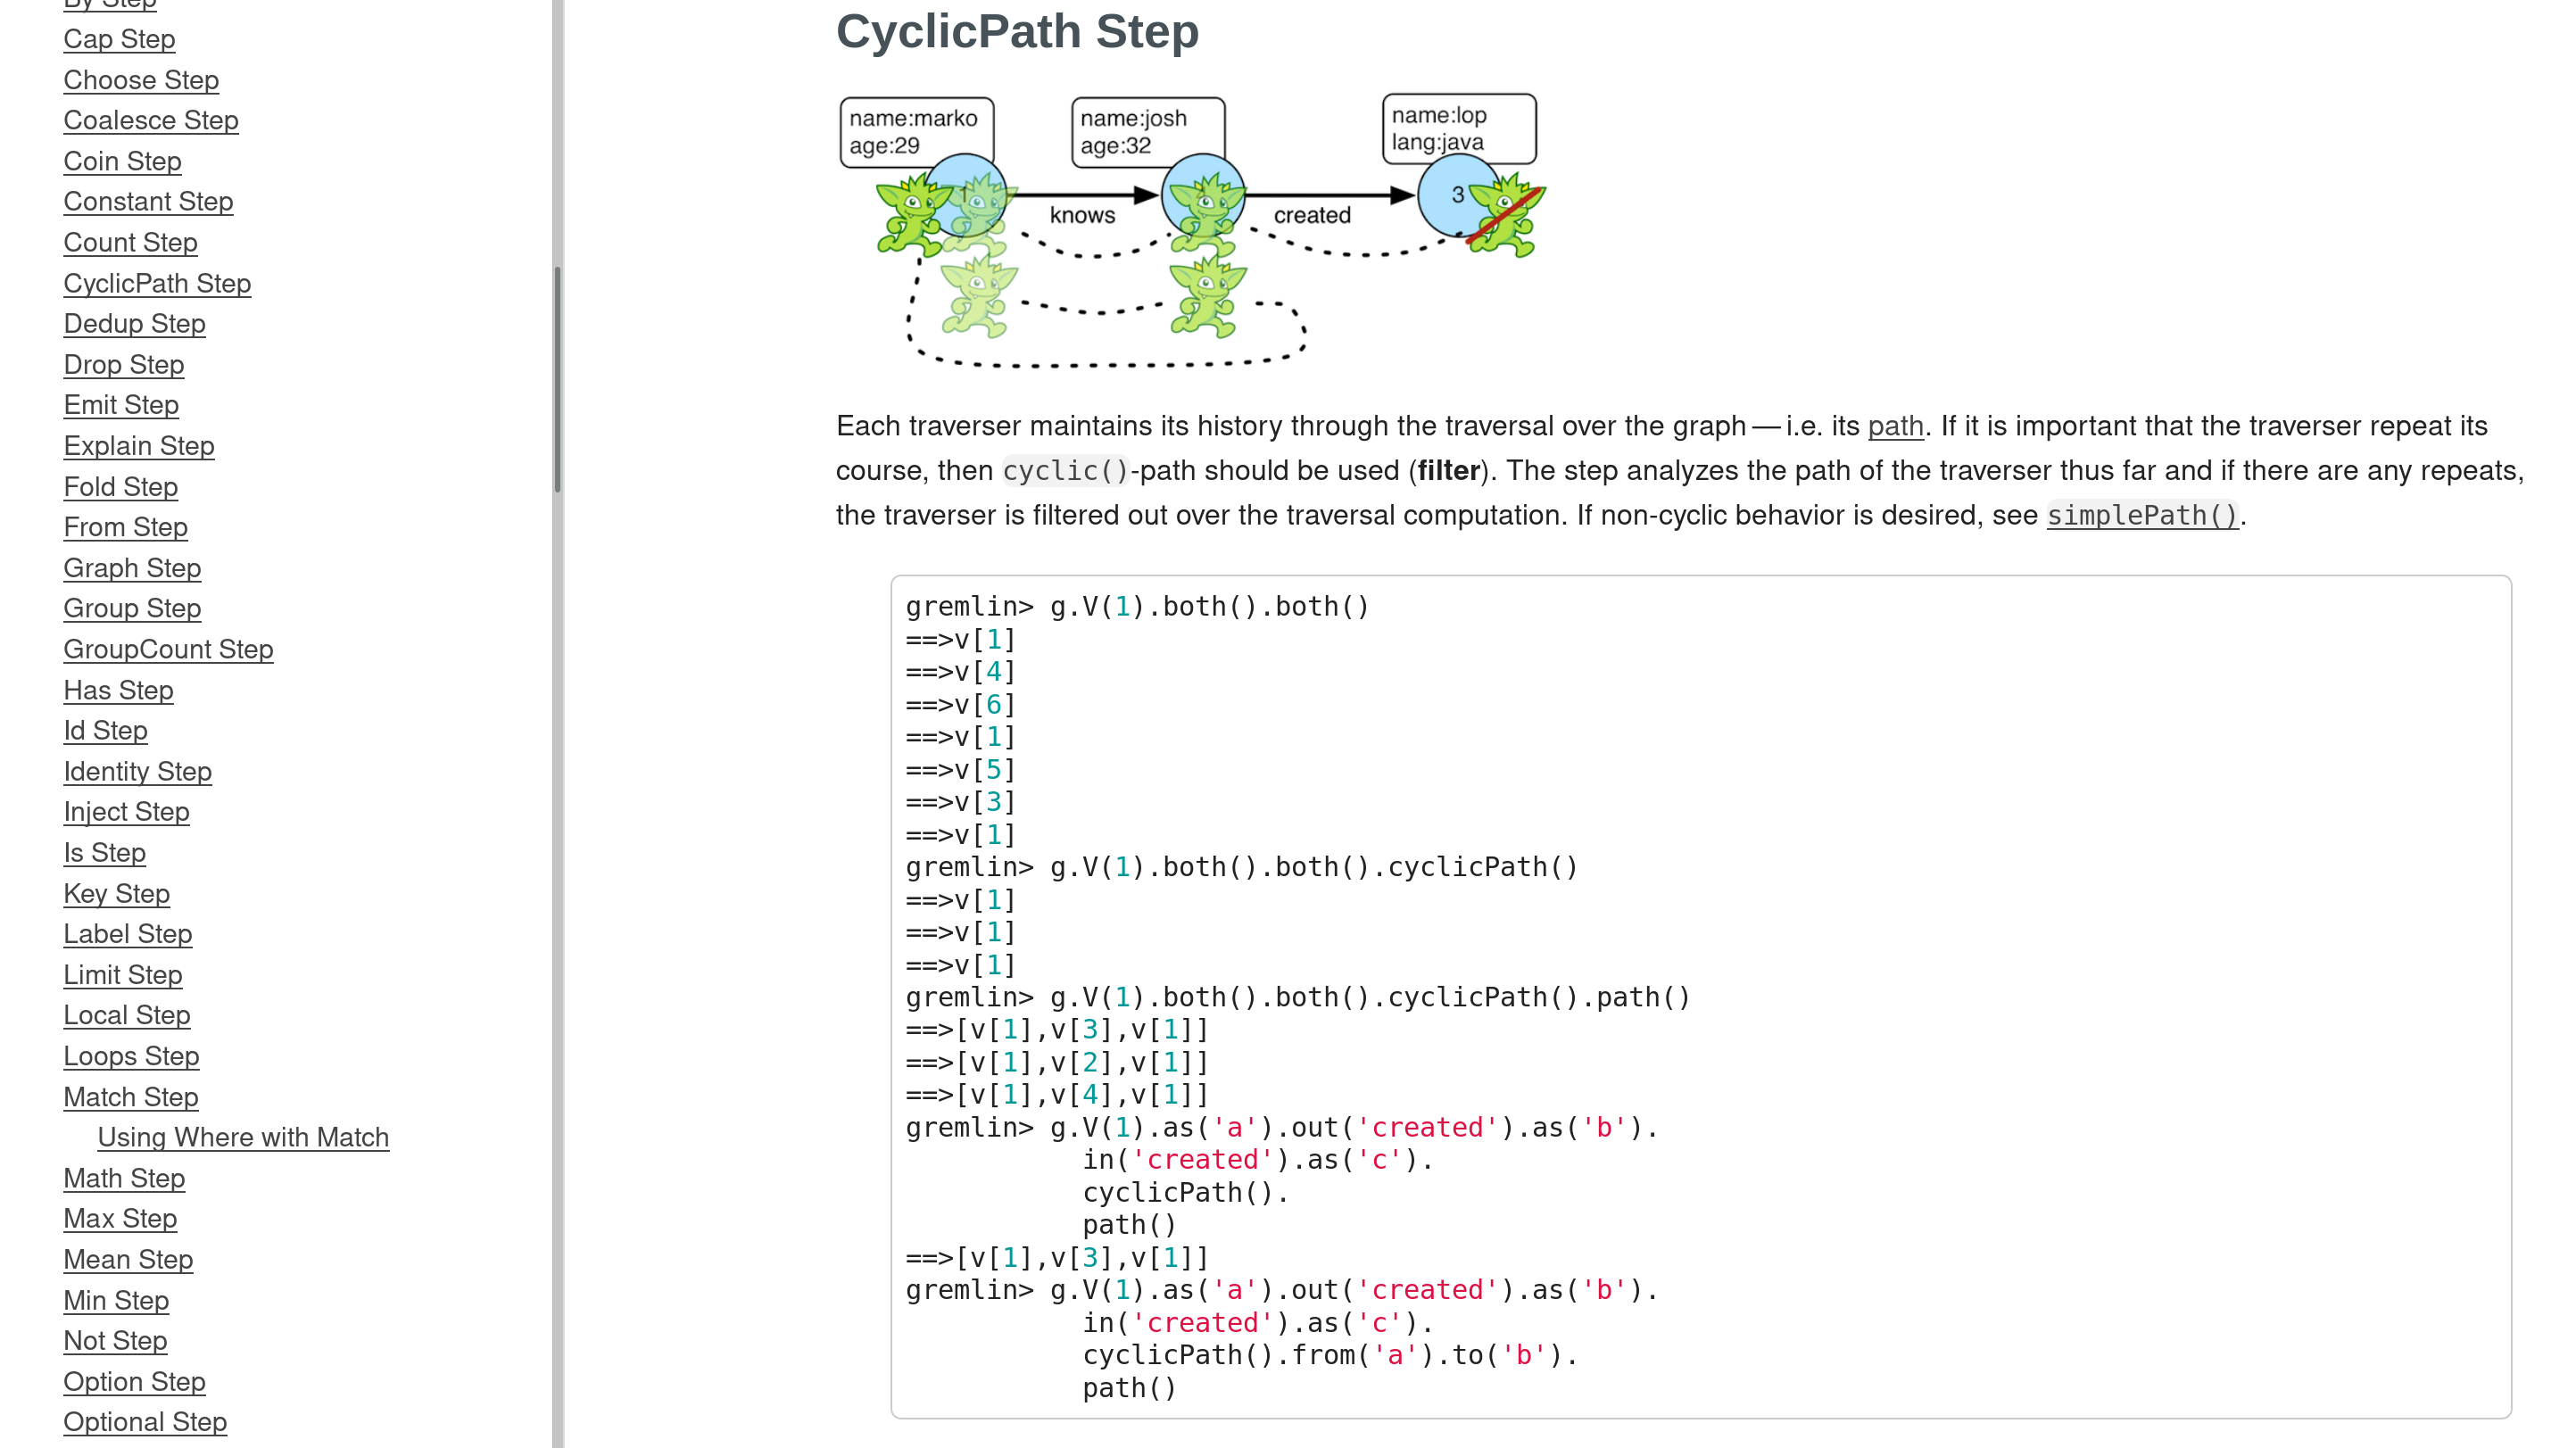 By Step
Cap Step
Choose Step
Coalesce Step
Coin Step
Constant Step
Count Step
CyclicPath Step
Dedup Step
Drop Step
Emit Step
Explain Step
Fold Step
From Step
Graph Step
Group Step
GroupCount Step
Has Step
Id Step
Identity Step
Inject Step
Is Step
Key Step
Label Step
Limit Step
Local Step
Loops Step
Match Step
Using Where with Match
Math Step
Max Step
Mean Step
Min Step
Not Step
Option Step
Optional Step
CyclicPath Step
name:marko
age:29
name:josh
age:32
name:lop
lang:java
1
knows
created
3
Each traverser maintains its history through the traversal over the graph — i.e. its path. If it is important that the traverser repeat its
course, then cyclic()-path should be used (filter). The step analyzes the path of the traverser thus far and if there are any repeats,
the traverser is filtered out over the traversal computation. If non-cyclic behavior is desired, see simplePath().
gremlin> g.V(1).both().both()
==>v[1]
==>v[4]
==>v[6]
==>v[1]
==>v[5]
==>v[3]
==>v[1]
gremlin> g.V(1).both().both().cyclicPath()
==>v[1]
==>v[1]
==>v[1]
gremlin> g.V(1).both().both().cyclicPath().path()
==>[v[1],v[3],v[1]]
==>[v[1],v[2],v[1]]
==>[v[1],v[4],v[1]]
gremlin> g.V(1).as('a').out('created').as('b').
in('created').as('c').
cyclicPath().
path()
==>[v[1],v[3],v[1]]
gremlin> g.V(1).as('a').out('created').as('b').
in('created').as('c').
cyclicPath().from('a').to('b').
path()